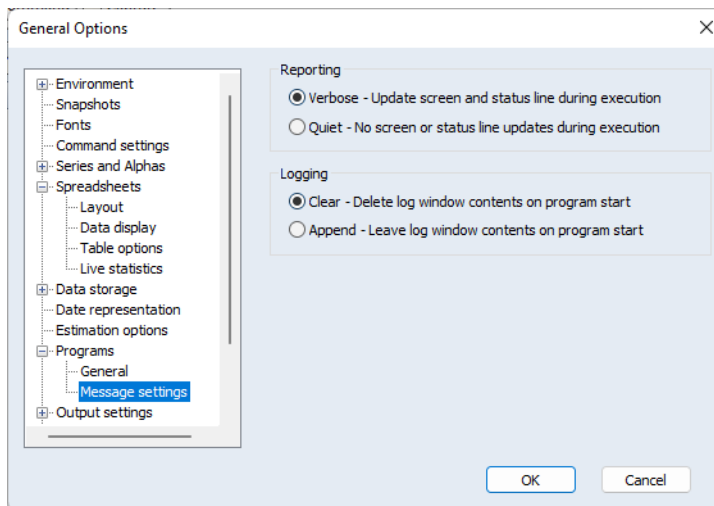 General Options
Environment
Snapshots
Fonts
Command settings
Series and Alphas
Spreadsheets
Layout
Data display
Table options
Live statistics
Data storage
Date representation
Estimation options
Programs
General
Message settings
Output settings
Reporting
Verbose - Update screen and status line during execution
Quiet - No screen or status line updates during execution
Logging
Clear - Delete log window contents on program start
Append - Leave log window contents on program start
OK
Cancel